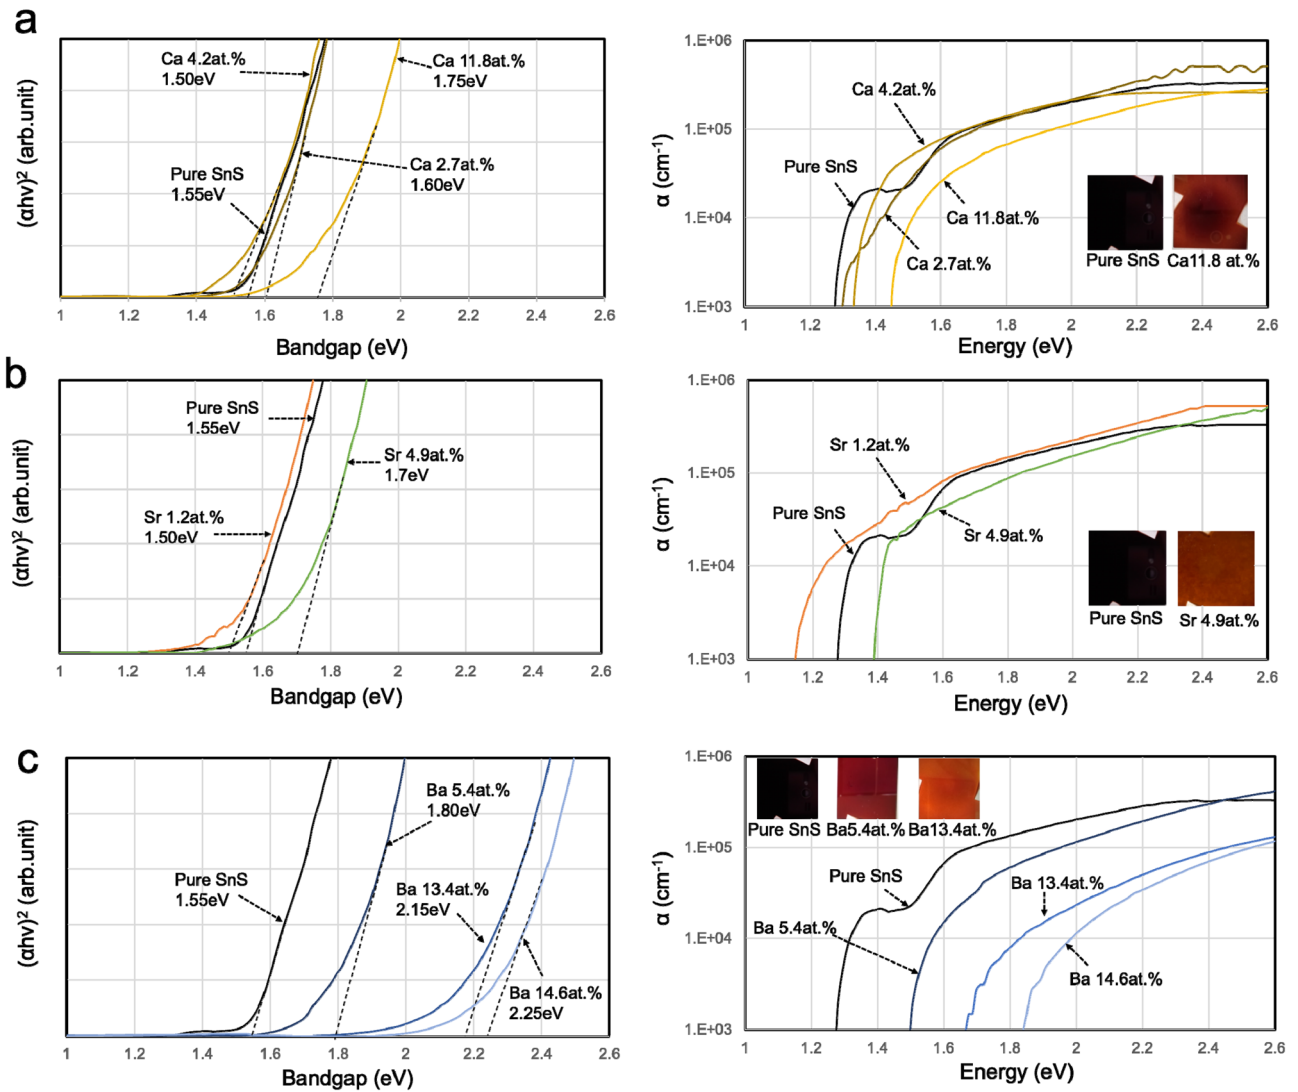 a
(αhν)² (arb.unit)
Ca 4.2at.%
1.50eV
Ca 11.8at.%
1.75eV
Pure SnS
1.55eV
Ca 2.7at.%
1.60eV
1 1.2 1.4 1.6 1.8 2 2.2 2.4 2.6
Bandgap (eV)
α (cm⁻¹)
1.E+06
1.E+05
1.E+04
1.E+03
Ca 4.2at.%
Pure SnS
Ca 11.8at.%
Ca 2.7at.%
Pure SnS Ca11.8 at.%
1 1.2 1.4 1.6 1.8 2 2.2 2.4 2.6
Energy (eV)
b
(αhν)² (arb.unit)
Pure SnS
1.55eV
Sr 4.9at.%
1.7eV
Sr 1.2at.%
1.50eV
1 1.2 1.4 1.6 1.8 2 2.2 2.4 2.6
Bandgap (eV)
α (cm⁻¹)
1.E+06
1.E+05
1.E+04
1.E+03
Sr 1.2at.%
Pure SnS
Sr 4.9at.%
Pure SnS Sr 4.9at.%
1 1.2 1.4 1.6 1.8 2 2.2 2.4 2.6
Energy (eV)
c
(αhν)² (arb.unit)
Ba 5.4at.%
1.80eV
Pure SnS
1.55eV
Ba 13.4at.%
2.15eV
Ba 14.6at.%
2.25eV
1 1.2 1.4 1.6 1.8 2 2.2 2.4 2.6
Bandgap (eV)
α (cm⁻¹)
1.E+06
1.E+05
1.E+04
1.E+03
Pure SnS Ba5.4at.% Ba13.4at.%
Pure SnS
Ba 13.4at.%
Ba 5.4at.%
Ba 14.6at.%
1 1.2 1.4 1.6 1.8 2 2.2 2.4 2.6
Energy (eV)